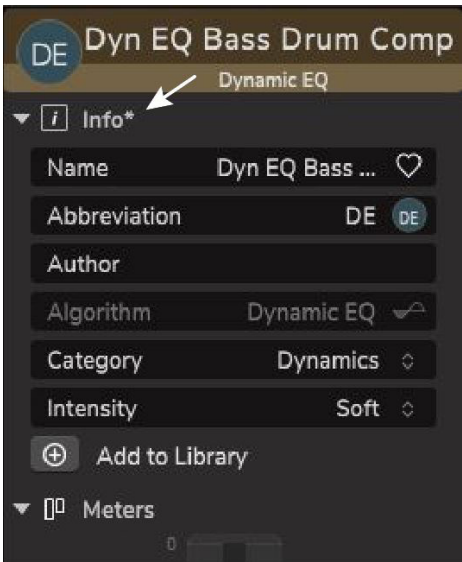 DE Dyn EQ Bass Drum Comp
Dynamic EQ
i Info*
Name Dyn EQ Bass ...
Abbreviation DE DE
Author
Algorithm Dynamic EQ
Category Dynamics
Intensity Soft
Add to Library
Meters
0